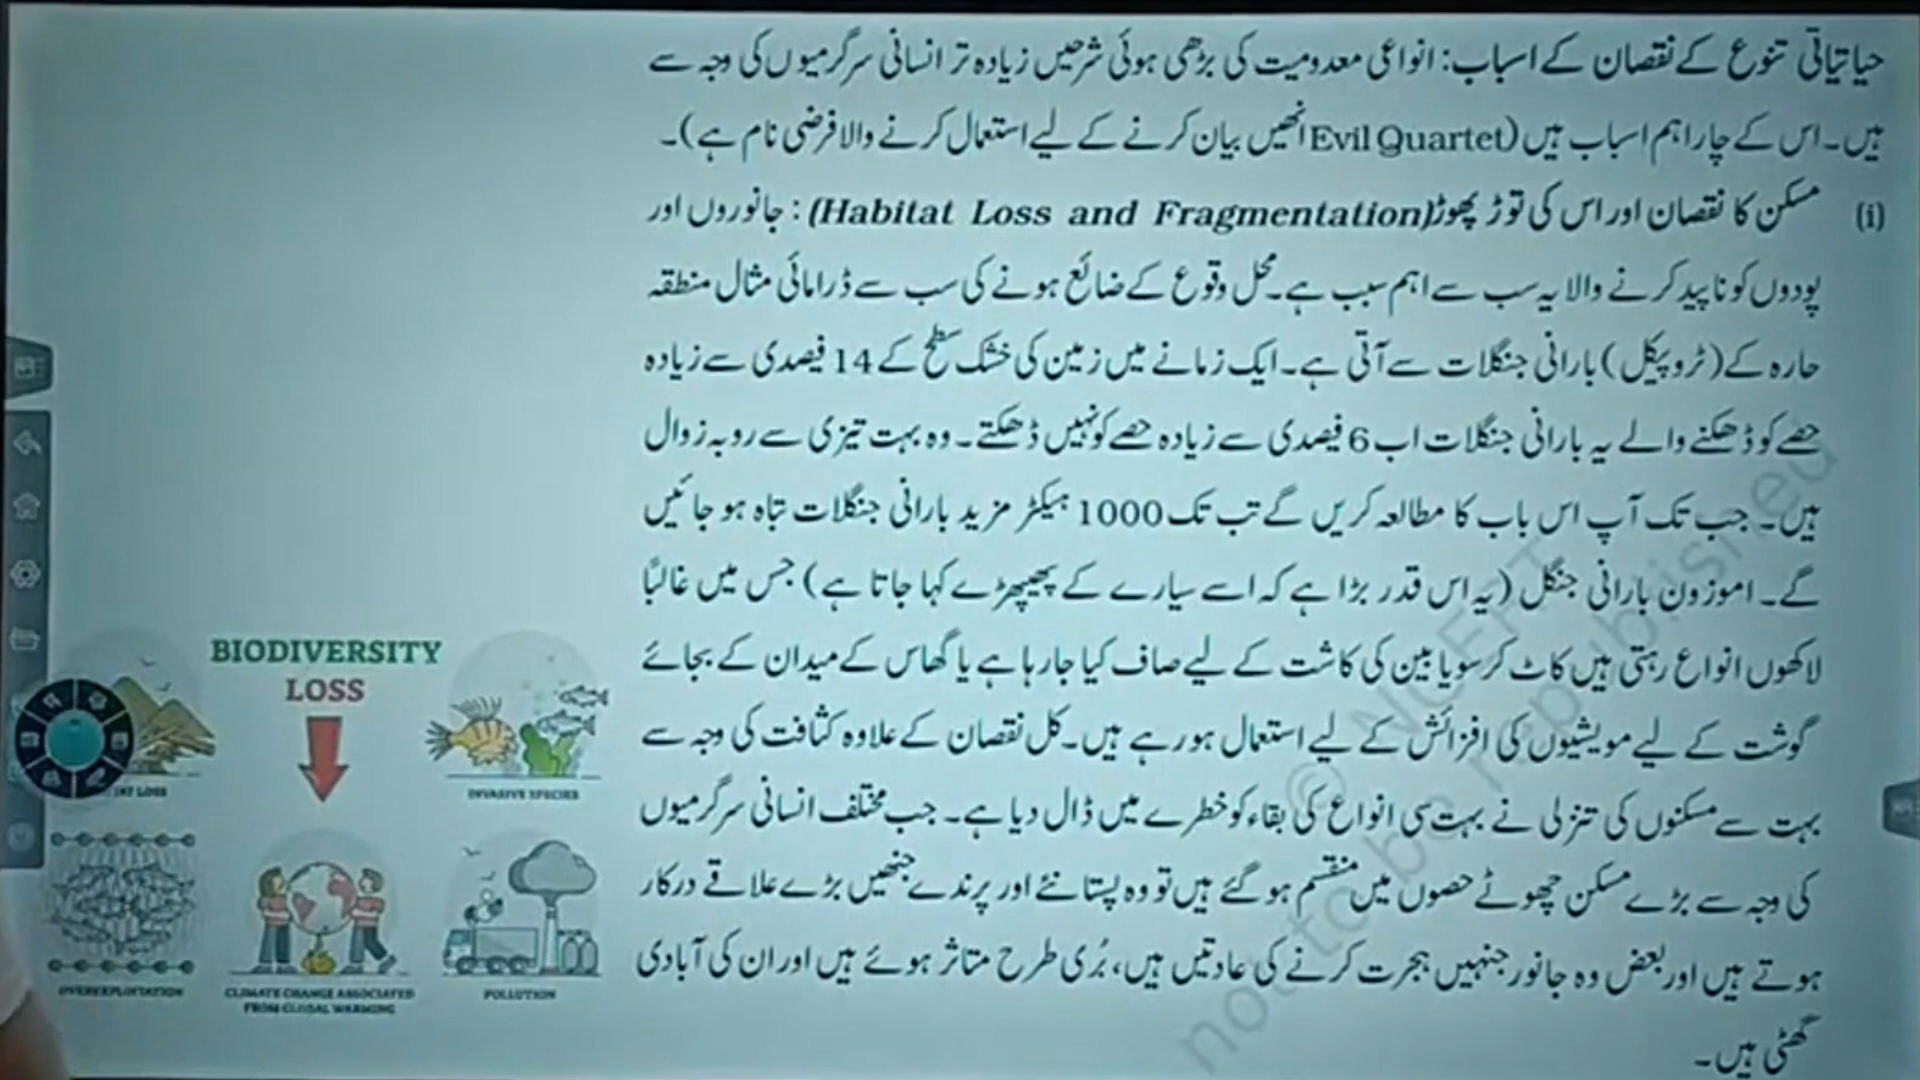 حیاتیاتی تنوع کے نقصان کے اسباب: انواعی معدومیت کی بڑھی ہوئی شرحیں زیادہ تر انسانی سرگرمیوں کی وجہ سے
ہیں۔ اس کے چار اہم اسباب ہیں (Evil Quartet انھیں بیان کرنے کے لیے استعمال کرنے والا فرضی نام ہے)۔
(i) مسکن کا نقصان اور اس کی توڑ پھوڑ (Habitat Loss and Fragmentation): جانوروں اور
پودوں کو ناپید کرنے والا یہ سب سے اہم سبب ہے۔ محل وقوع کے ضائع ہونے کی سب سے ڈرامائی مثال منطقہ
حارہ کے (ٹروپیکل) بارانی جنگلات سے آتی ہے۔ ایک زمانے میں زمین کی خشک سطح کے 14 فیصدی سے زیادہ
حصے کو ڈھکنے والے یہ بارانی جنگلات اب 6 فیصدی سے زیادہ حصے کو نہیں ڈھکتے۔ وہ بہت تیزی سے رو بہ زوال
ہیں۔ جب تک آپ اس باب کا مطالعہ کریں گے تب تک 1000 ہیکٹر مزید بارانی جنگلات تباہ ہو جائیں
گے۔ اموزون بارانی جنگل (یہ اس قدر بڑا ہے کہ اسے سیارے کے پھیپھڑے کہا جاتا ہے) جس میں غالباً
لاکھوں انواع رہتی ہیں کاٹ کر سویا بین کی کاشت کے لیے صاف کیا جا رہا ہے یا گھاس کے میدان کے بجائے
گوشت کے لیے مویشیوں کی افزائش کے لیے استعمال ہو رہے ہیں۔ کل نقصان کے علاوہ کثافت کی وجہ سے
بہت سے مسکنوں کی تنزلی نے بہت سی انواع کی بقاء کو خطرے میں ڈال دیا ہے۔ جب مختلف انسانی سرگرمیوں
کی وجہ سے بڑے مسکن چھوٹے حصوں میں منقسم ہو گئے ہیں تو وہ پستانئے اور پرندے جنھیں بڑے علاقے درکار
ہوتے ہیں اور بعض وہ جانور جنہیں ہجرت کرنے کی عادتیں ہیں، بُری طرح متاثر ہوئے ہیں اور ان کی آبادی
گھٹی ہیں۔
BIODIVERSITY
LOSS
AT LOSS
INVASIVE SPECIES
OVEREXPLOITATION
CLIMATE CHANGE ASSOCIATED
FROM GLOBAL WARMING
POLLUTION
© NCERT
not to be republished